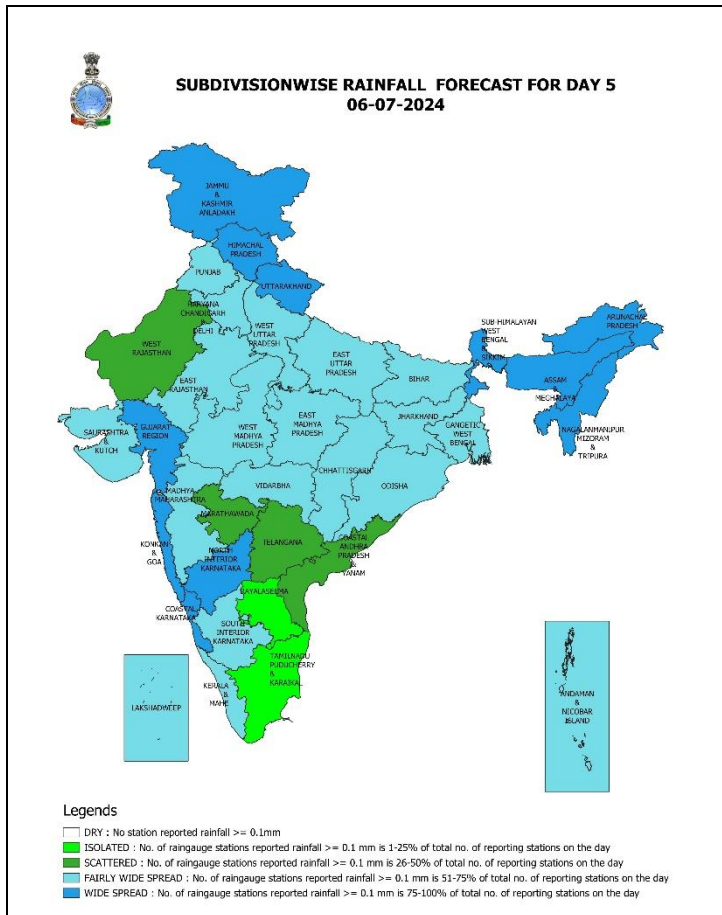 SUBDIVISIONWISE RAINFALL FORECAST FOR DAY 5
06-07-2024
JAMMU
&
KASHMIR
ANLADAKH
HIMACHAL
PRADESH
PUNJAB
UTTARAKHAND
HARYANA
CHANDIGARH
&
DELHI
WEST
UTTAR
PRADESH
WEST
RAJASTHAN
EAST
UTTAR
PRADESH
SUB-HIMALAYAN
WEST
BENGAL
&
SIKKIM
ARUNACHAL
PRADESH
EAST
RAJASTHAN
BIHAR
ASSAM
&
MEGHALAYA
SAURASHTRA
&
KUTCH
GUJARAT
REGION
WEST
MADHYA
PRADESH
EAST
MADHYA
PRADESH
JHARKHAND
GANGETIC
WEST
BENGAL
NAGALANMANIPUR
MIZORAM
&
TRIPURA
CHHATTISGARH
ODISHA
VIDARBHA
MADHYA
MAHARASHTRA
MARATHAWADA
TELANGANA
COASTAL
ANDHRA
PRADESH
&
YANAM
KONKAN
&
GOA
NORTH
INTERIOR
KARNATAKA
RAYALASEEMA
COASTAL
KARNATAKA
SOUTH
INTERIOR
KARNATAKA
TAMILNADU
PUDUCHERRY
&
KARAIKAL
KERALA
&
MAHE
LAKSHADWEEP
ANDAMAN
&
NICOBAR
ISLAND
Legends
DRY : No station reported rainfall >= 0.1mm
ISOLATED : No. of raingauge stations reported rainfall >= 0.1 mm is 1-25% of total no. of reporting stations on the day
SCATTERED : No. of raingauge stations reported rainfall >= 0.1 mm is 26-50% of total no. of reporting stations on the day
FAIRLY WIDE SPREAD : No. of raingauge stations reported rainfall >= 0.1 mm is 51-75% of total no. of reporting stations on the day
WIDE SPREAD : No. of raingauge stations reported rainfall >= 0.1 mm is 75-100% of total no. of reporting stations on the day